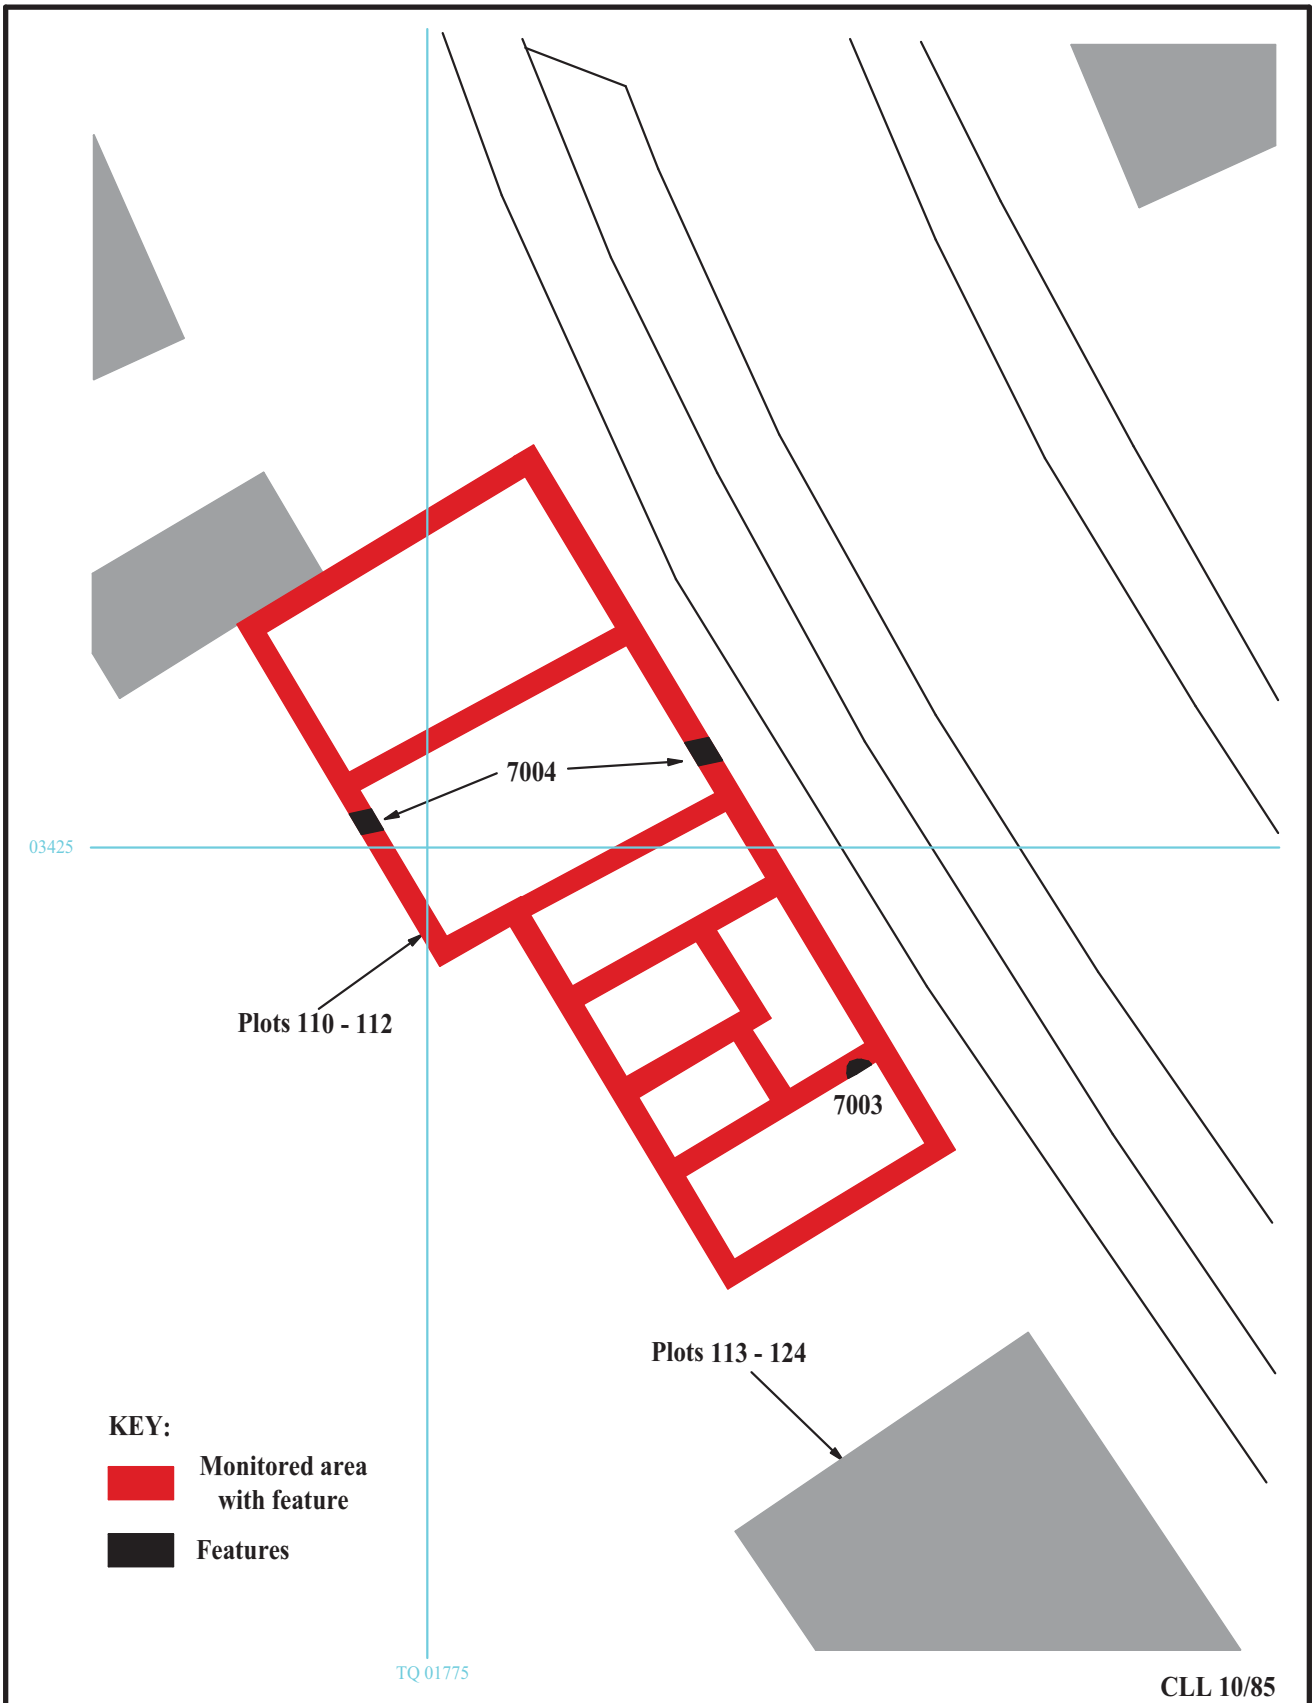 7004
03425
Plots 110 - 112
7003
Plots 113 - 124
KEY:
Monitored area
with feature
Features
TQ 01775
CLL 10/85